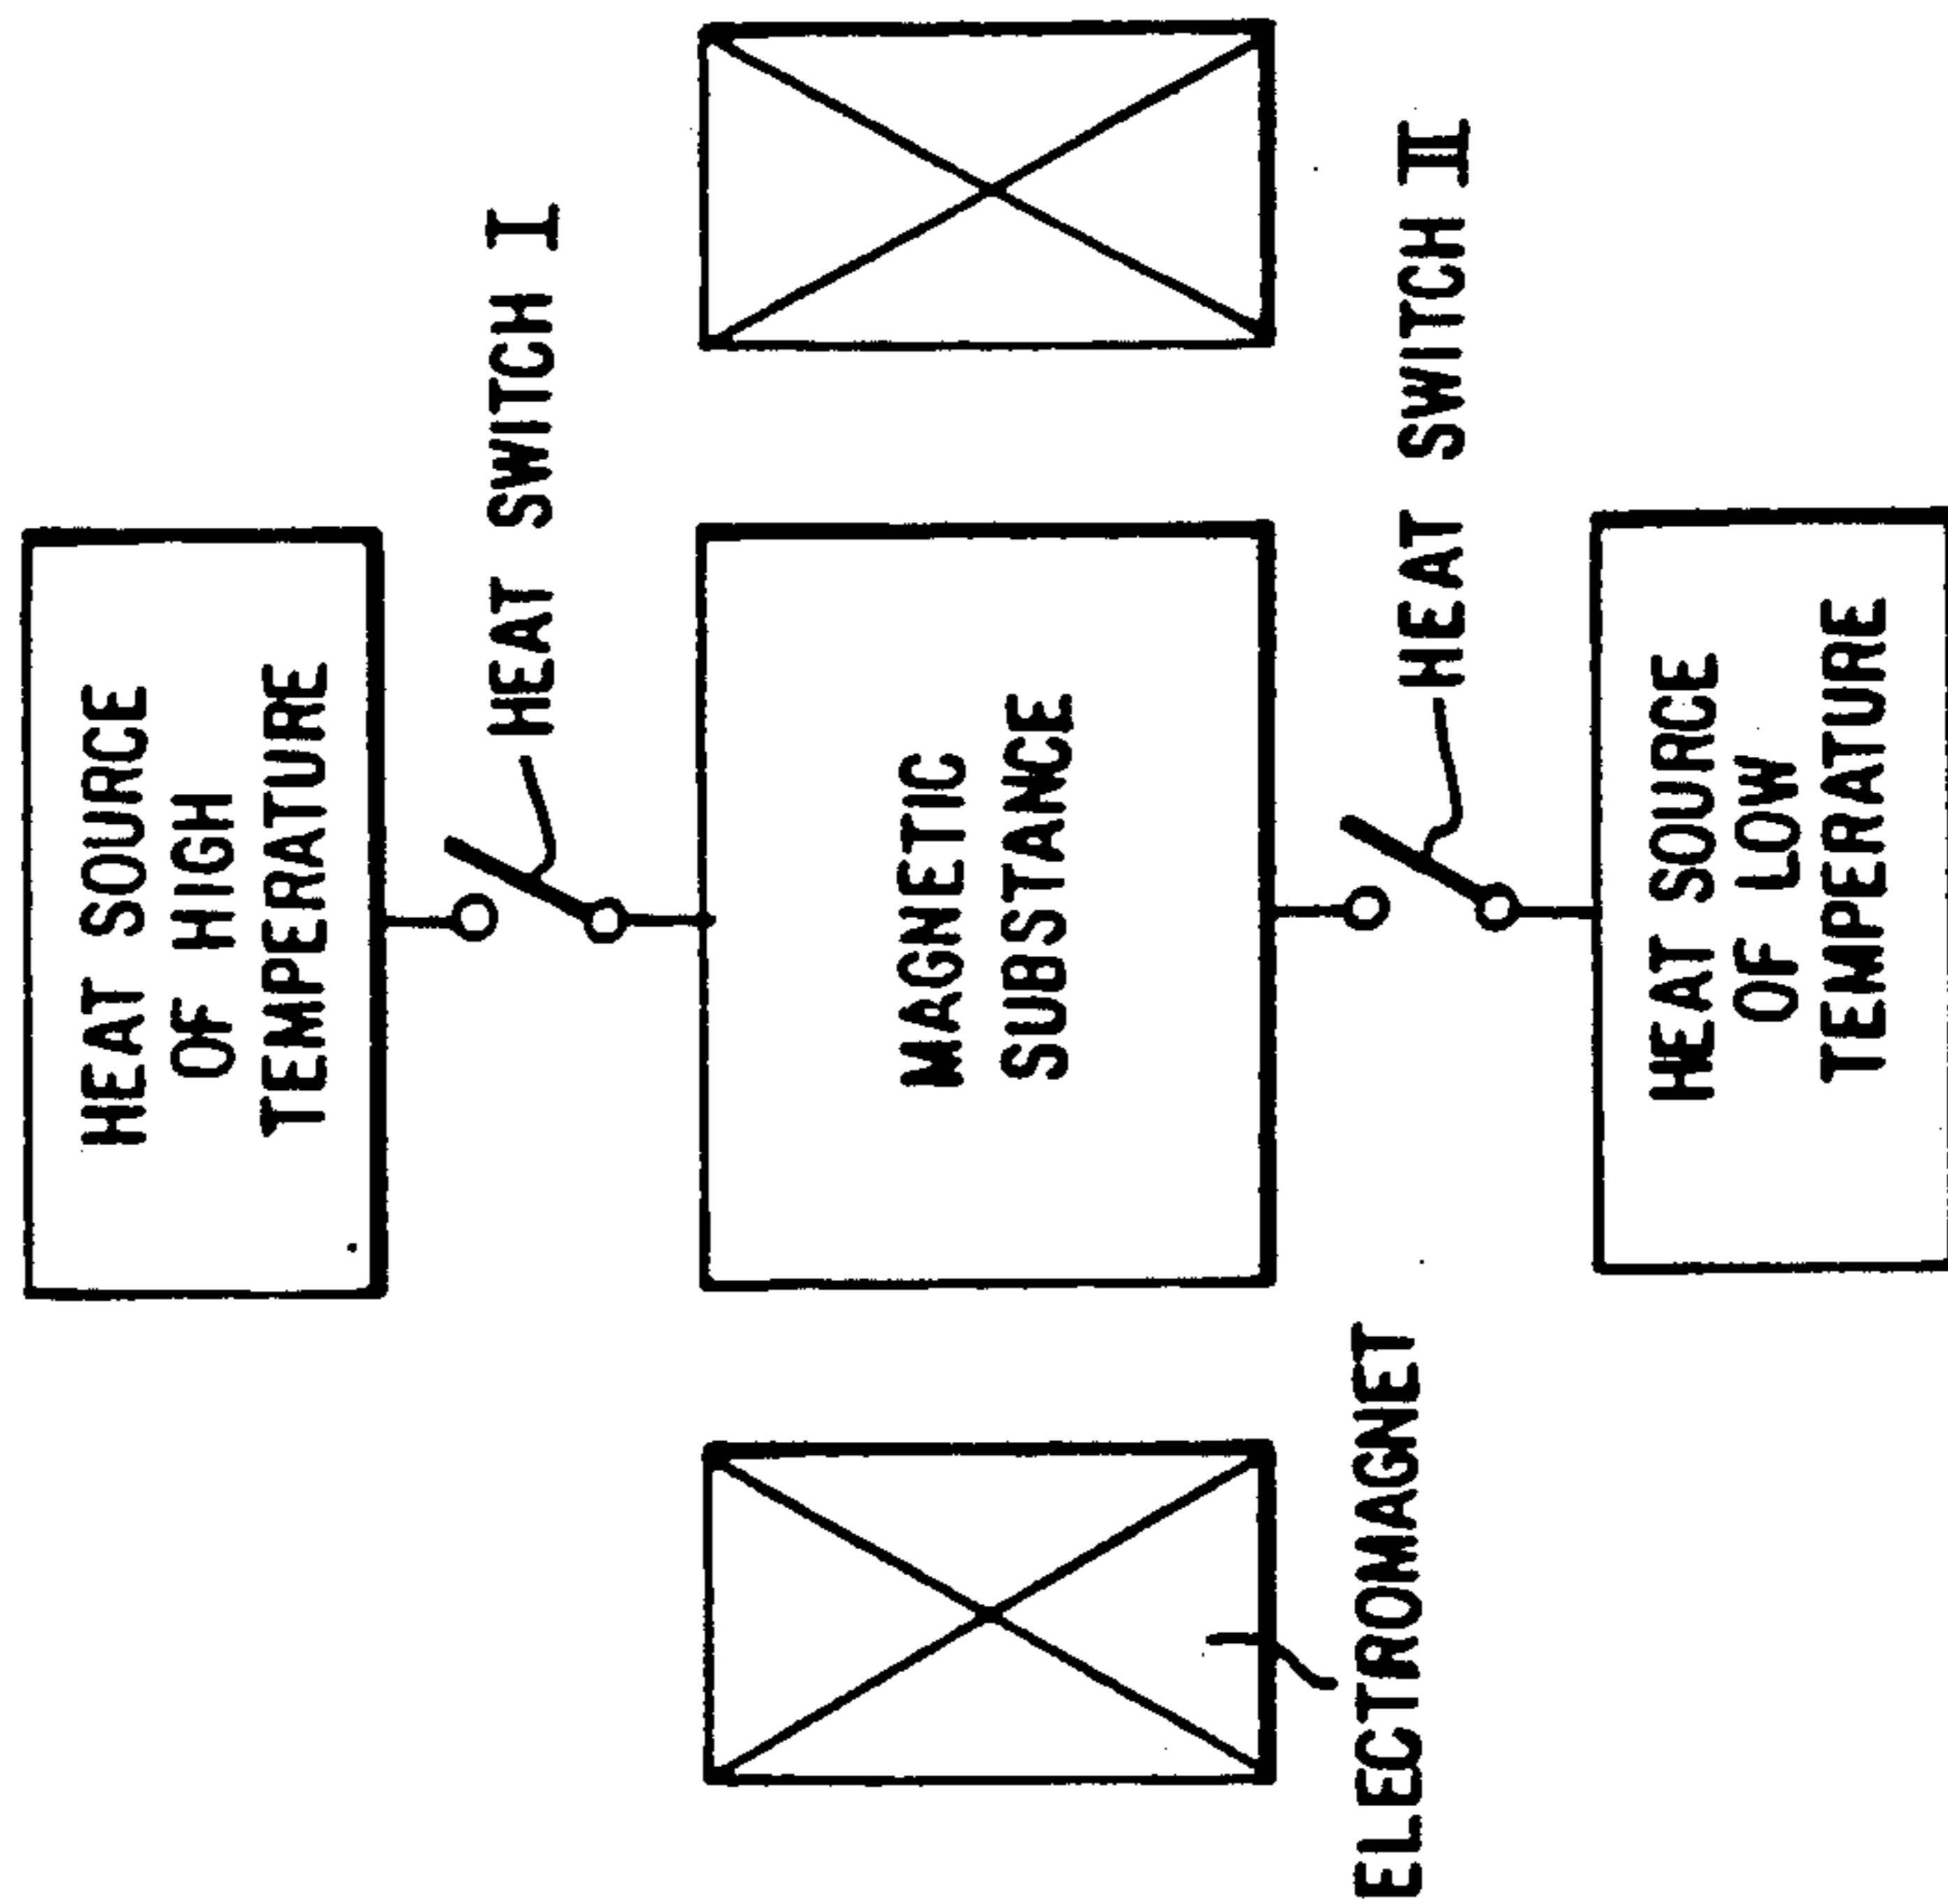 HEAT SOURCE
OF HIGH
TEMPERATURE
HEAT SWITCH I
MAGNETIC
SUBSTANCE
ELECTROMAGNET
HEAT SWITCH II
HEAT SOURCE
OF LOW
TEMPERATURE